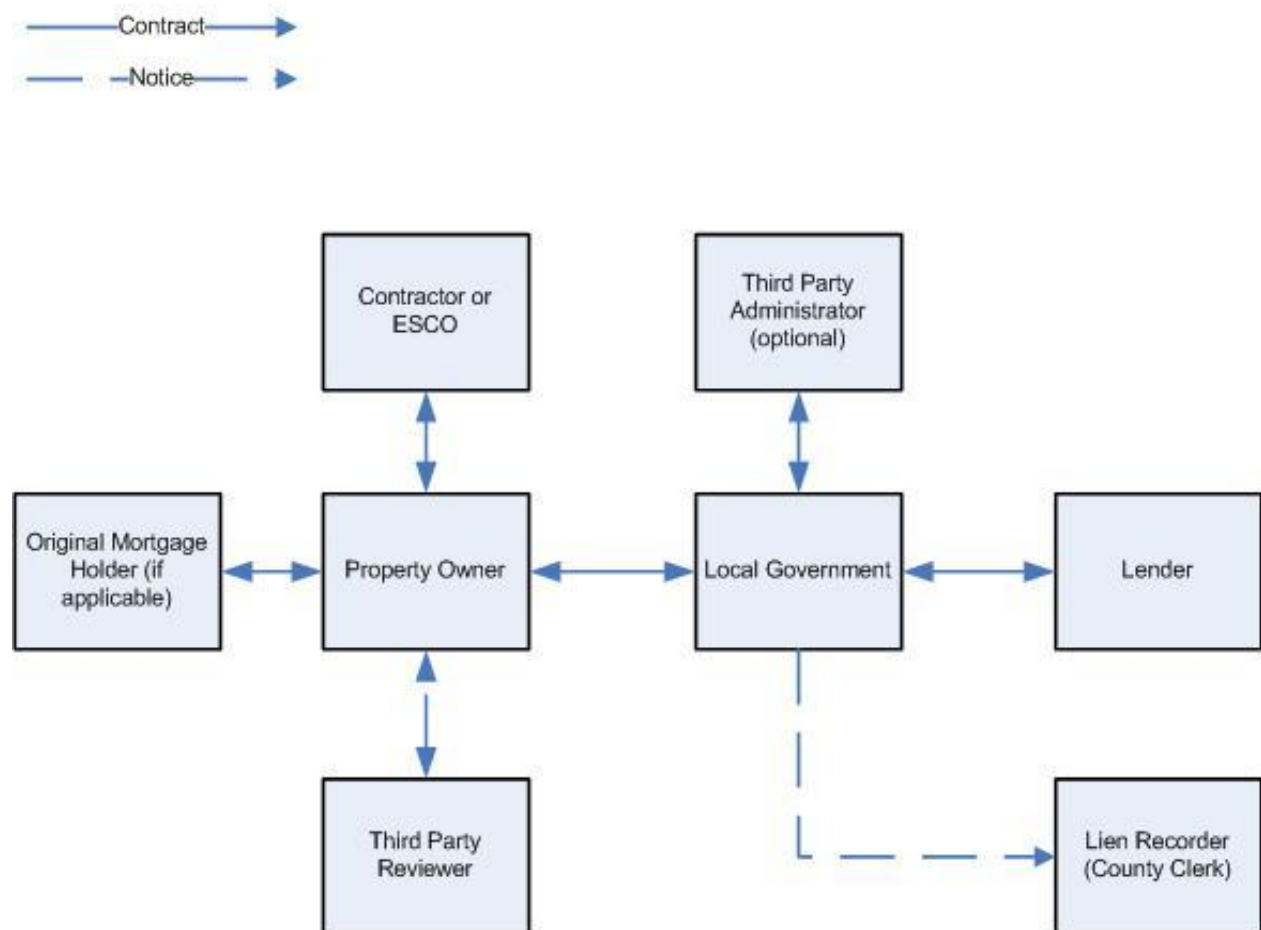 Contract
Notice
Contractor or
ESCO
Third Party
Administrator
(optional)
Original Mortgage
Holder (if
applicable)
Property Owner
Local Government
Lender
Third Party
Reviewer
Lien Recorder
(County Clerk)